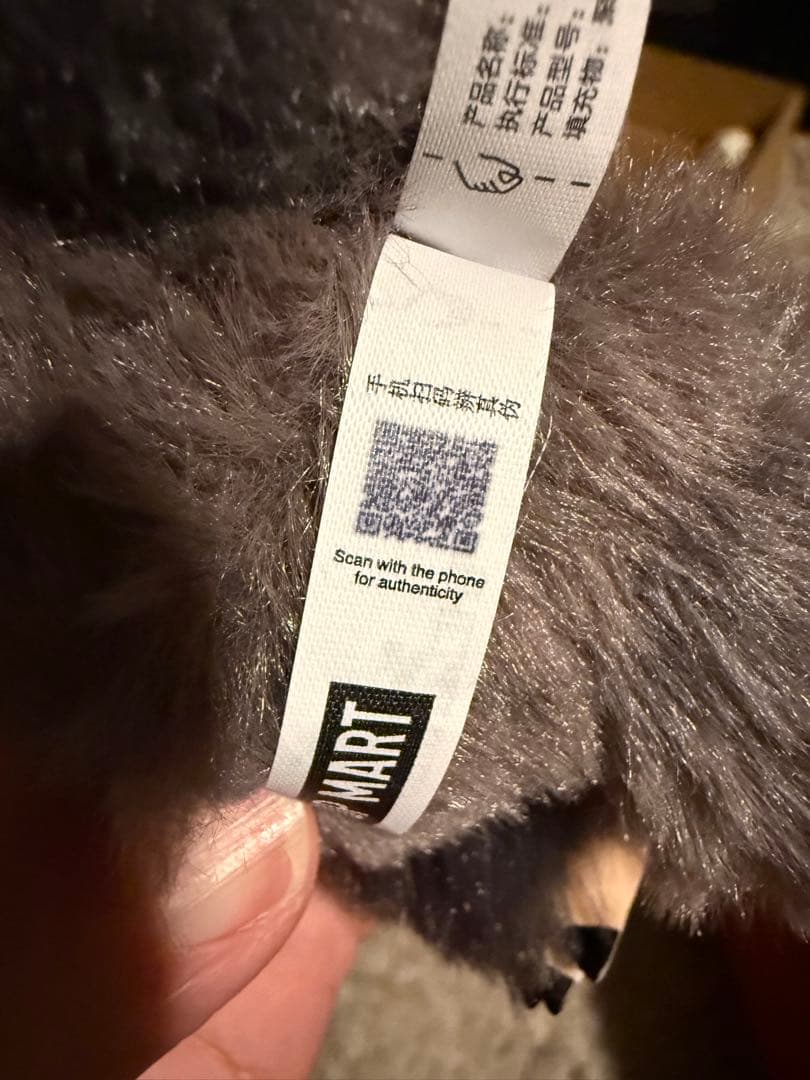 产品名称：
执行标准：
产品型号：
填充物：
手机扫码辨真伪
Scan with the phone
for authenticity
MART